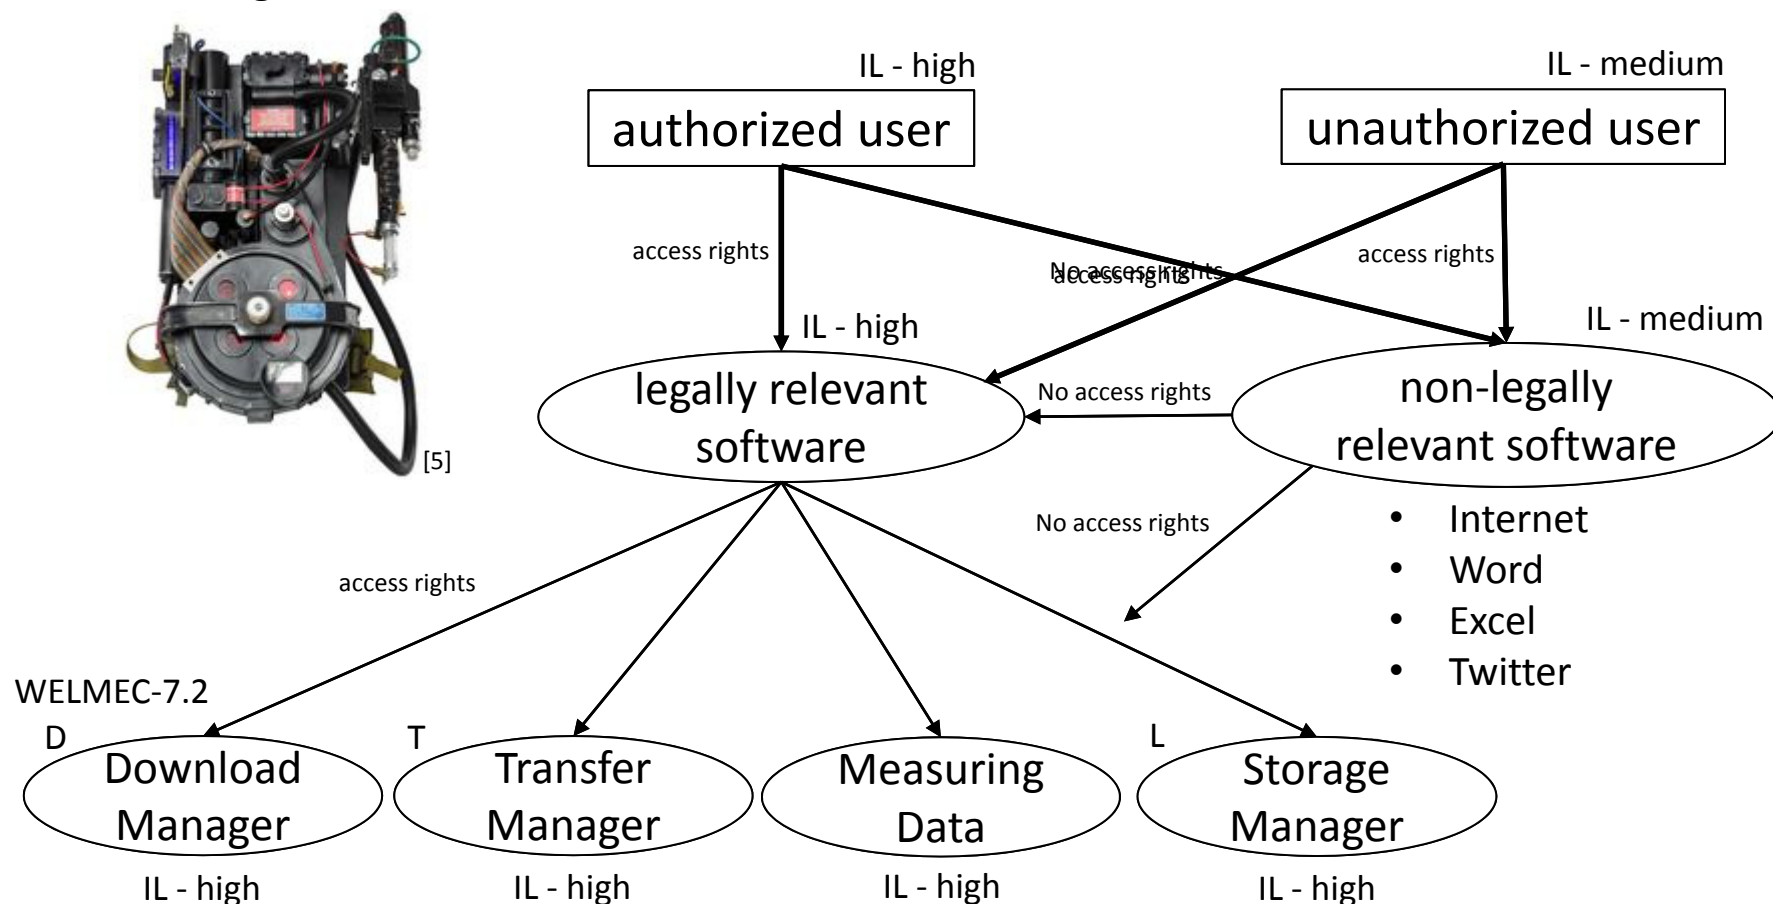 IL - high
IL - medium
authorized user
unauthorized user
access rights
No access rights
access rights
access rights
IL - high
IL - medium
legally relevant
software
No access rights
non-legally
relevant software
[5]
No access rights
• Internet
• Word
• Excel
• Twitter
access rights
WELMEC-7.2
D
T
L
Download
Manager
Transfer
Manager
Measuring
Data
Storage
Manager
IL - high
IL - high
IL - high
IL - high